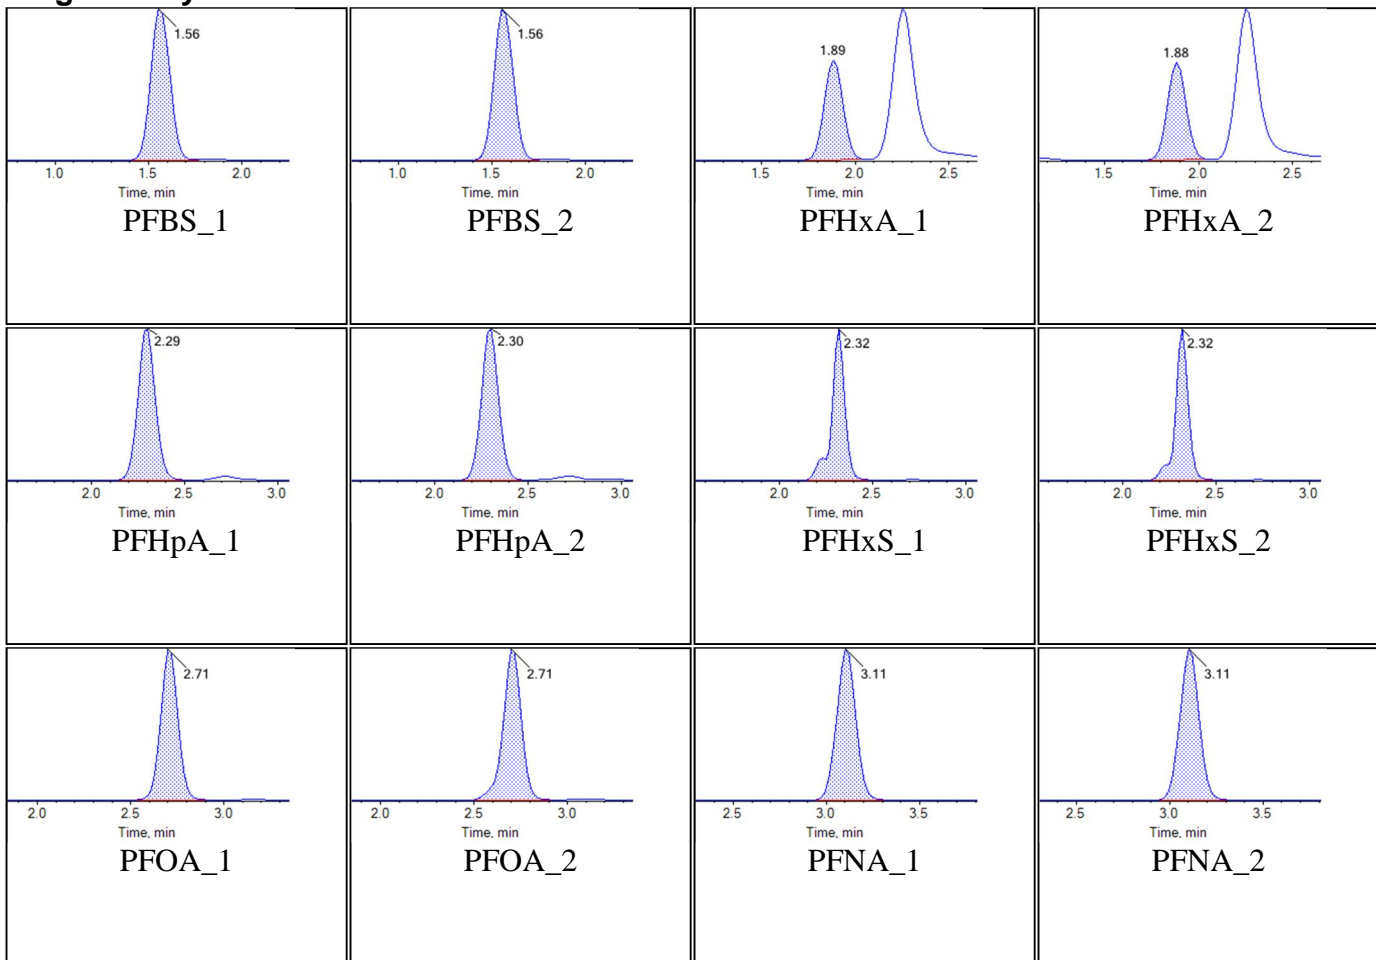 1.56
1.0 1.5 2.0
Time, min
PFBS_1
1.56
1.0 1.5 2.0
Time, min
PFBS_2
1.89
1.5 2.0 2.5
Time, min
PFHxA_1
1.88
1.5 2.0 2.5
Time, min
PFHxA_2
2.29
2.0 2.5 3.0
Time, min
PFHpA_1
2.30
2.0 2.5 3.0
Time, min
PFHpA_2
2.32
2.0 2.5 3.0
Time, min
PFHxS_1
2.32
2.0 2.5 3.0
Time, min
PFHxS_2
2.71
2.0 2.5 3.0
Time, min
PFOA_1
2.71
2.0 2.5 3.0
Time, min
PFOA_2
3.11
2.5 3.0 3.5
Time, min
PFNA_1
3.11
2.5 3.0 3.5
Time, min
PFNA_2